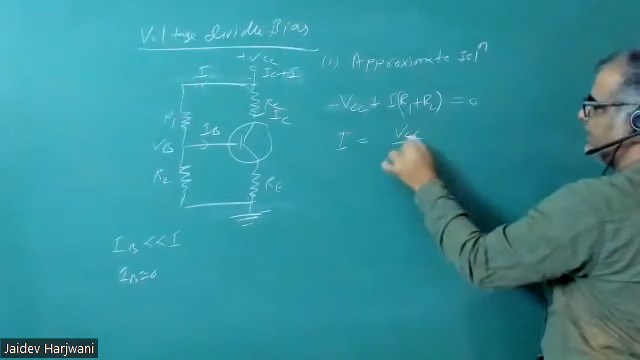 Voltage divider Bias
+Vcc
I
Ic+I
R1
Rc
Ic
IB
VB
R2
RE
IB << I
IB ≃ 0
(1) Approximate solⁿ
-Vcc + I(R1+R2) = 0
I = Vcc
Jaidev Harjwani